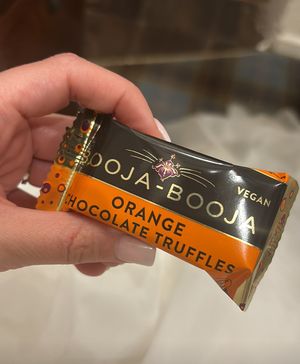 BOOJA-BOOJA
VEGAN
ORANGE
CHOCOLATE TRUFFLES